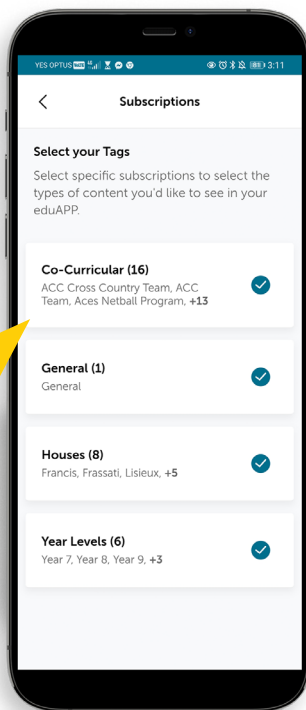 YES OPTUS 3:11
Subscriptions
Select your Tags
Select specific subscriptions to select the
types of content you'd like to see in your
eduAPP.
Co-Curricular (16)
ACC Cross Country Team, ACC
Team, Aces Netball Program, +13
General (1)
General
Houses (8)
Francis, Frassati, Lisieux, +5
Year Levels (6)
Year 7, Year 8, Year 9, +3